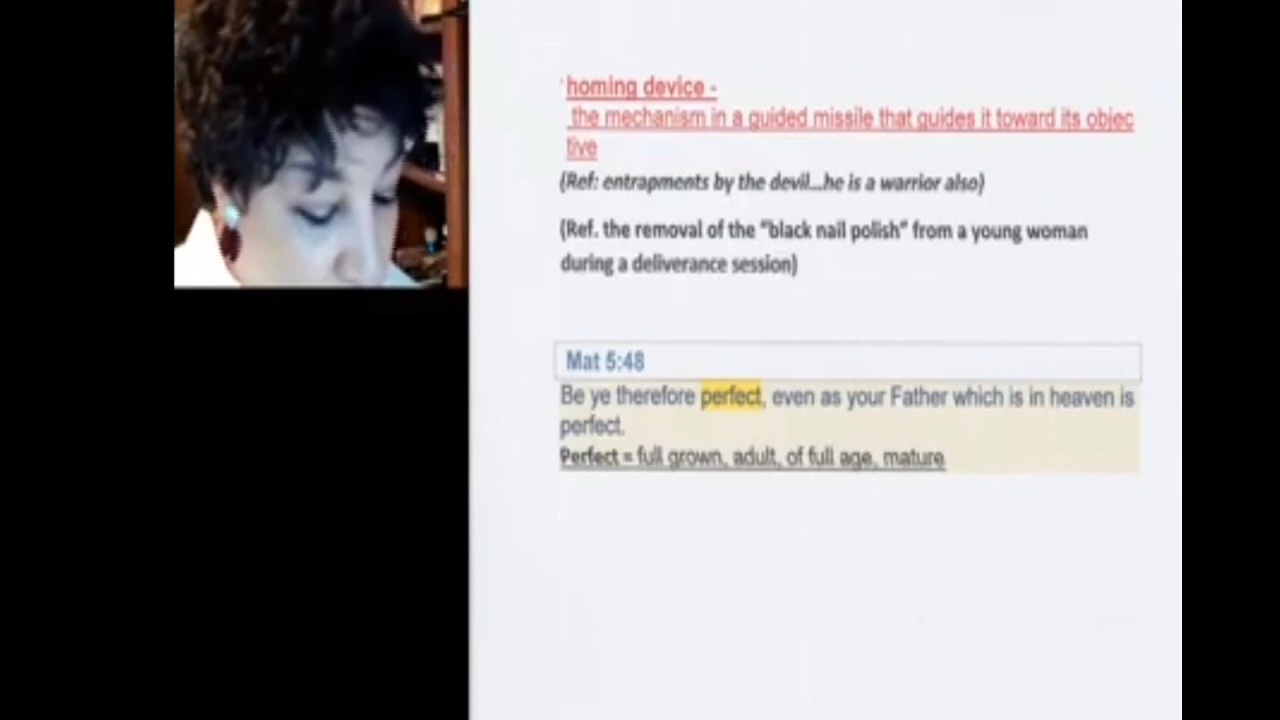 homing device -
the mechanism in a guided missile that guides it toward its objec
tive
(Ref: entrapments by the devil...he is a warrior also)
(Ref. the removal of the "black nail polish" from a young woman
during a deliverance session)
Mat 5:48
Be ye therefore perfect, even as your Father which is in heaven is
perfect.
Perfect = full grown, adult, of full age, mature